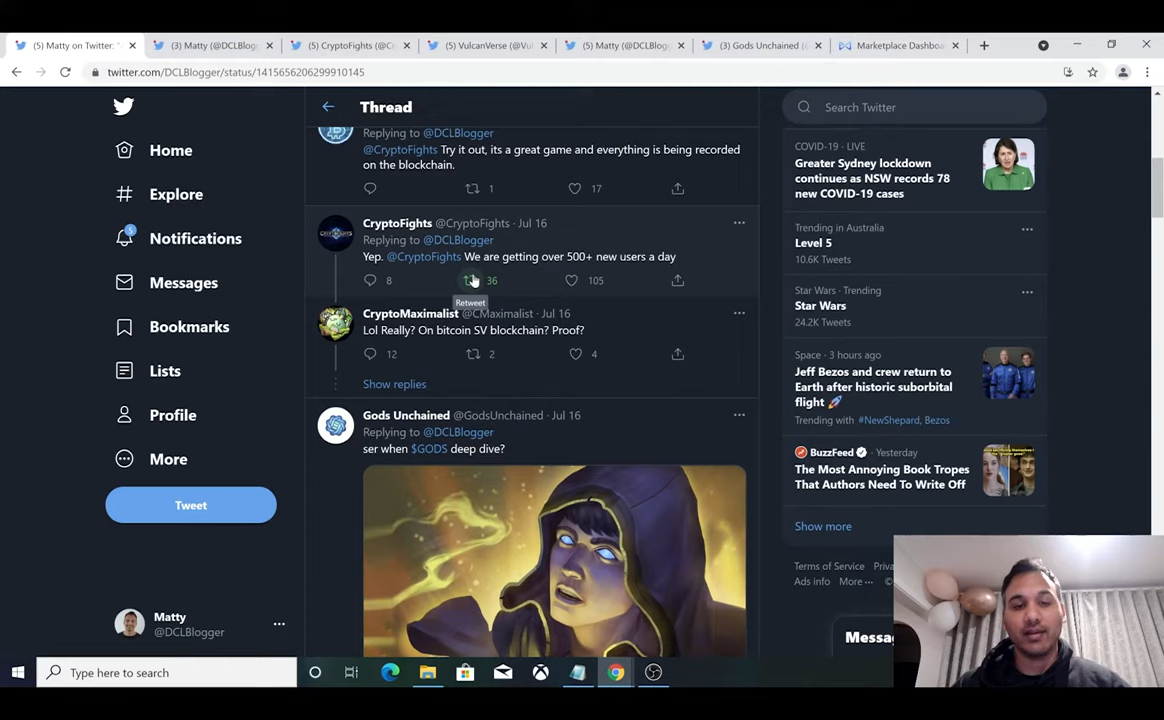 (5) Matty on Twitter: "
(3) Matty (@DCLBlogg
(5) CryptoFights (@C
(5) VulcanVerse (@Vu
(5) Matty (@DCLBlog
(3) Gods Unchained (
Marketplace Dashboa
twitter.com/DCLBlogger/status/1415656206299910145
Thread
Search Twitter
Home
Explore
5
Notifications
Messages
Bookmarks
Lists
Profile
More
Tweet
Matty
@DCLBlogger
Replying to @DCLBlogger
@CryptoFights Try it out, its a great game and everything is being recorded
on the blockchain.
1 17
CryptoFights @CryptoFights · Jul 16
Replying to @DCLBlogger
Yep. @CryptoFights We are getting over 500+ new users a day
8 36 105
Retweet
CryptoMaximalist @CMaximalist · Jul 16
Lol Really? On bitcoin SV blockchain? Proof?
12 2 4
Show replies
Gods Unchained @GodsUnchained · Jul 16
Replying to @DCLBlogger
ser when $GODS deep dive?
COVID-19 · LIVE
Greater Sydney lockdown
continues as NSW records 78
new COVID-19 cases
Trending in Australia
Level 5
10.6K Tweets
Star Wars · Trending
Star Wars
24.2K Tweets
Space · 3 hours ago
Jeff Bezos and crew return to
Earth after historic suborbital
flight 🚀
Trending with #NewShepard, Bezos
BuzzFeed · Yesterday
The Most Annoying Book Tropes
That Authors Need To Write Off
Show more
Terms of Service Priva
Ads info More ··· ©
Messag
Type here to search